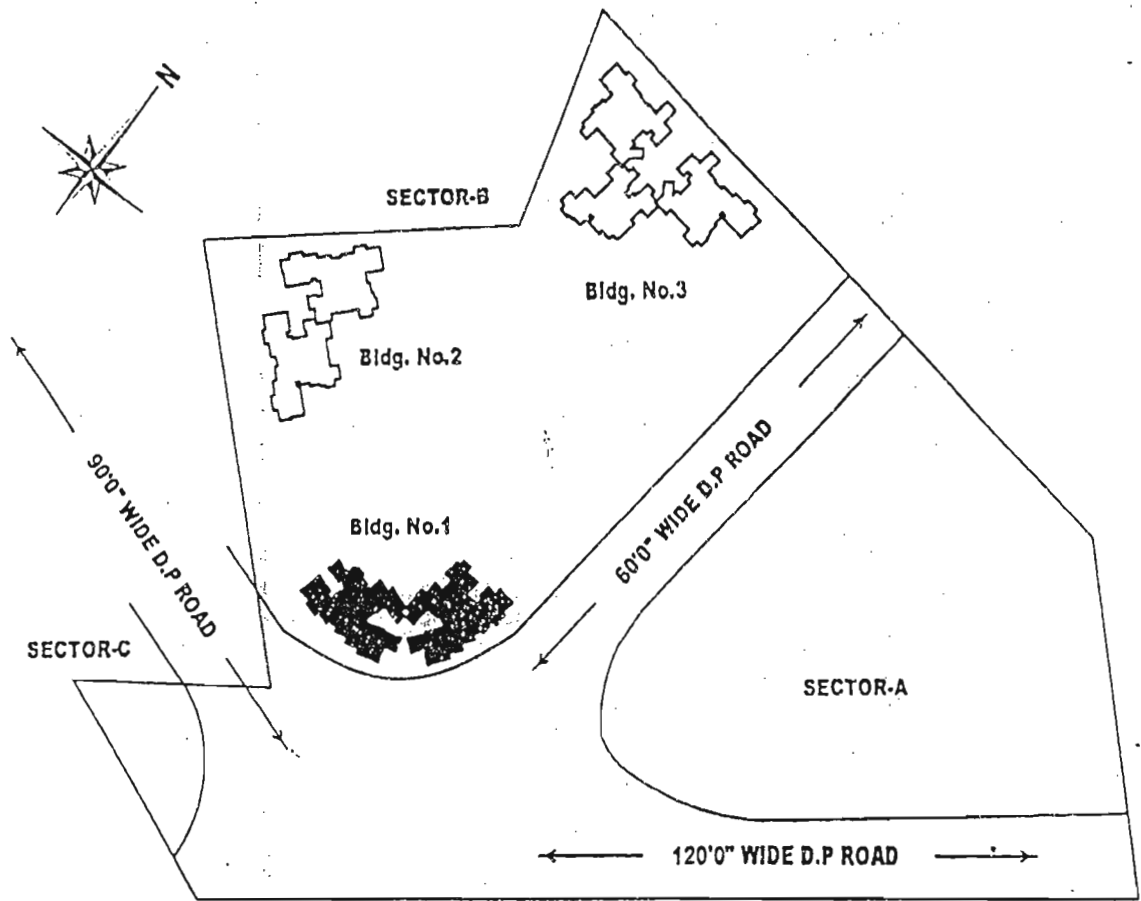 N
SECTOR-B
Bldg. No.3
Bldg. No.2
90'0" WIDE D.P ROAD
Bldg. No.1
60'0" WIDE D.P ROAD
SECTOR-C
SECTOR-A
120'0" WIDE D.P ROAD